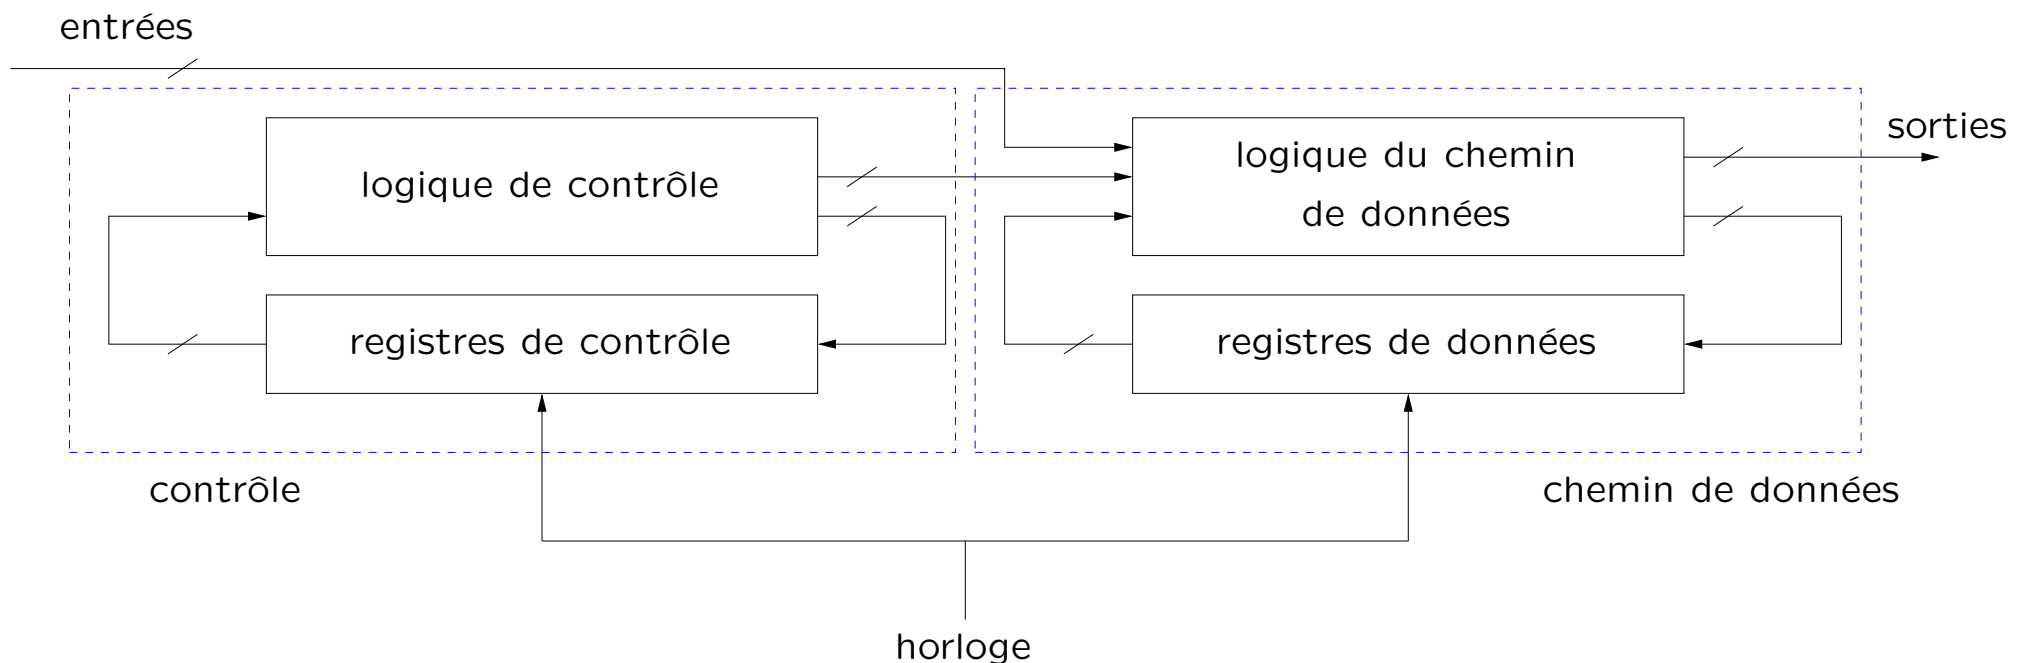 entrées
sorties
logique de contrôle
logique du chemin
de données
registres de contrôle
registres de données
contrôle
chemin de données
horloge